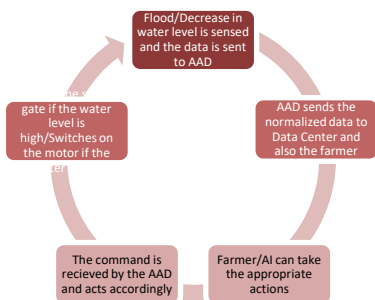 Flood/Decrease in
water level is sensed
and the data is sent
to AAD
AAD sends the
normalized data to
Data Center and
also the farmer
Farmer/AI can take
the appropriate
actions
The command is
recieved by the AAD
and acts accordingly
gate if the water
level is
high/Switches on
the motor if the